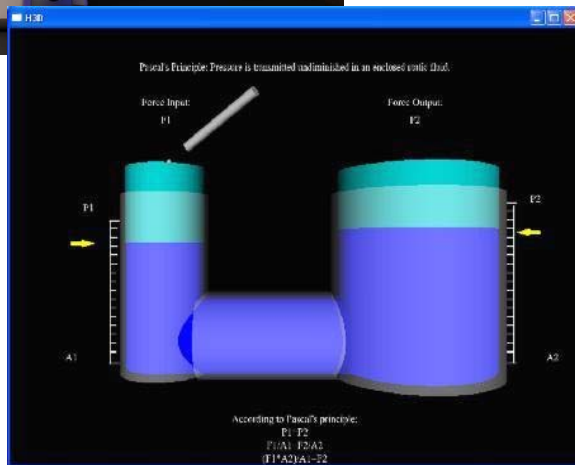 H3D
Pascal's Principle: Pressure is transmitted undiminished in an enclosed static fluid.
Force Input:
F1
Force Output:
F2
P1
P2
A1
A2
According to Pascal's principle:
P1=P2
F1/A1=F2/A2
(F1*A2)/A1=F2